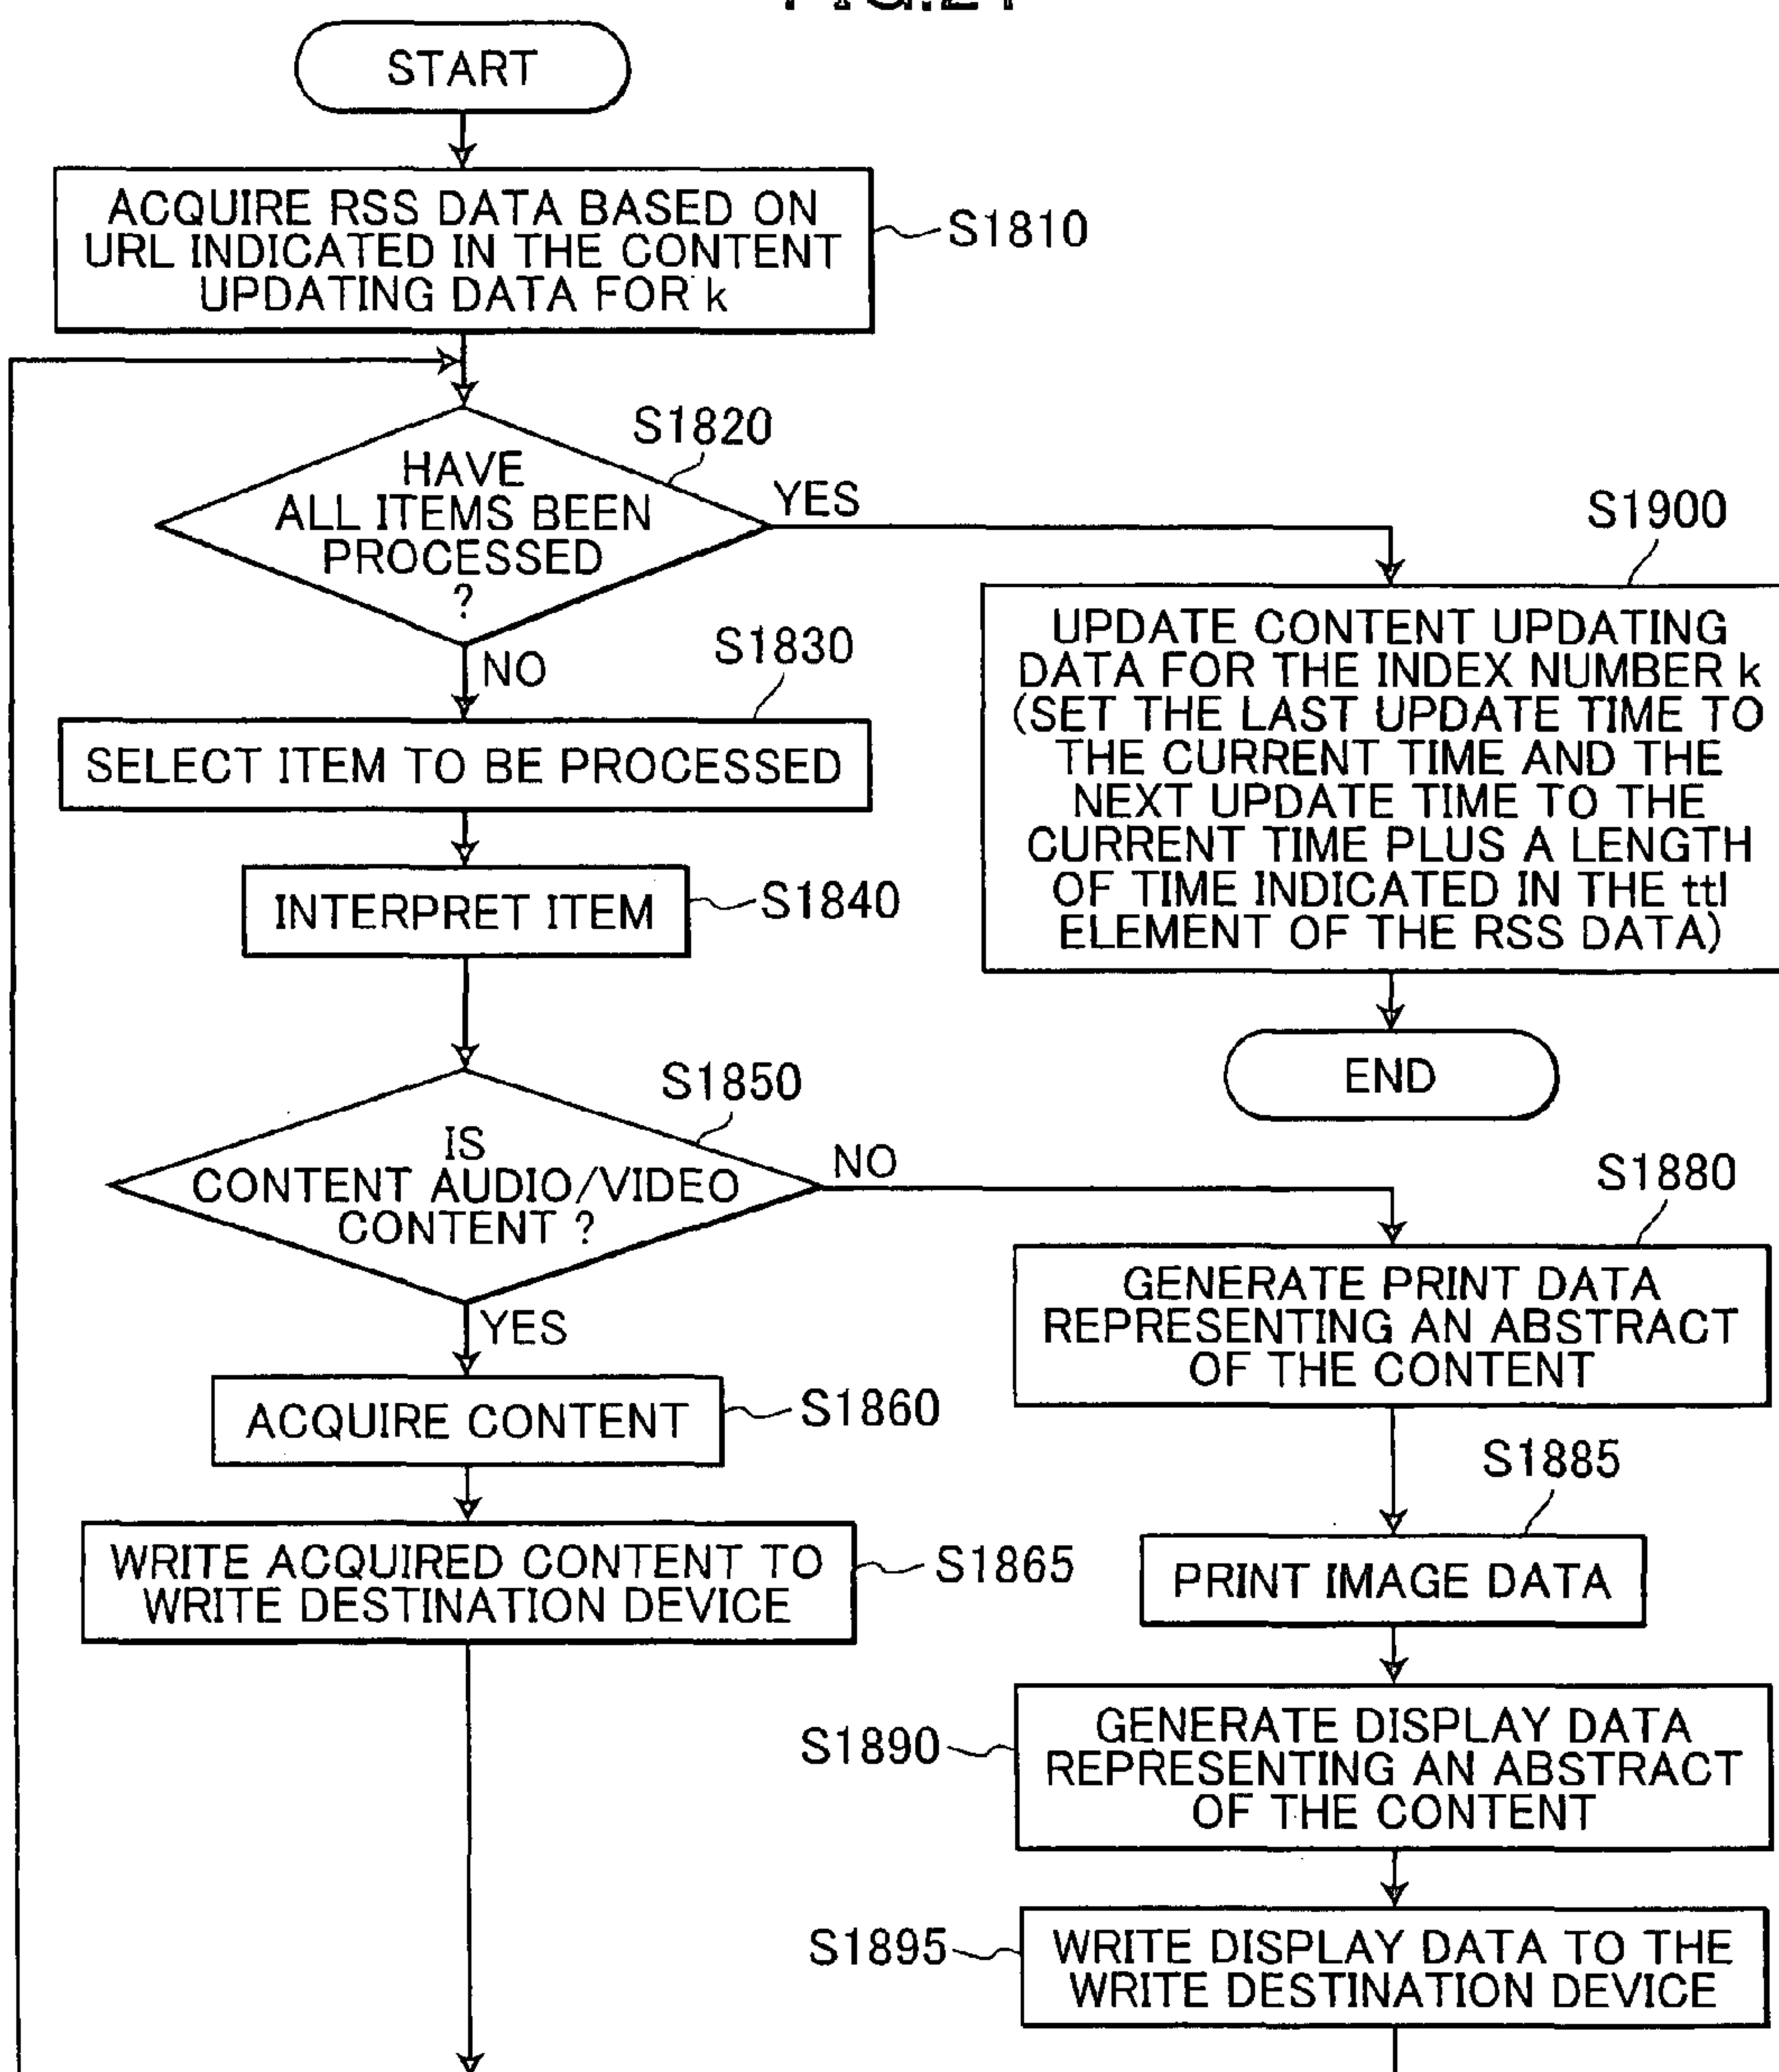 START
ACQUIRE RSS DATA BASED ON
URL INDICATED IN THE CONTENT
UPDATING DATA FOR k
S1810
S1820
HAVE
ALL ITEMS BEEN
PROCESSED
?
YES
NO
S1830
SELECT ITEM TO BE PROCESSED
INTERPRET ITEM
S1840
S1850
IS
CONTENT AUDIO/VIDEO
CONTENT ?
NO
YES
ACQUIRE CONTENT
S1860
WRITE ACQUIRED CONTENT TO
WRITE DESTINATION DEVICE
S1865
S1900
UPDATE CONTENT UPDATING
DATA FOR THE INDEX NUMBER k
(SET THE LAST UPDATE TIME TO
THE CURRENT TIME AND THE
NEXT UPDATE TIME TO THE
CURRENT TIME PLUS A LENGTH
OF TIME INDICATED IN THE ttl
ELEMENT OF THE RSS DATA)
END
S1880
GENERATE PRINT DATA
REPRESENTING AN ABSTRACT
OF THE CONTENT
S1885
PRINT IMAGE DATA
S1890
GENERATE DISPLAY DATA
REPRESENTING AN ABSTRACT
OF THE CONTENT
S1895
WRITE DISPLAY DATA TO THE
WRITE DESTINATION DEVICE